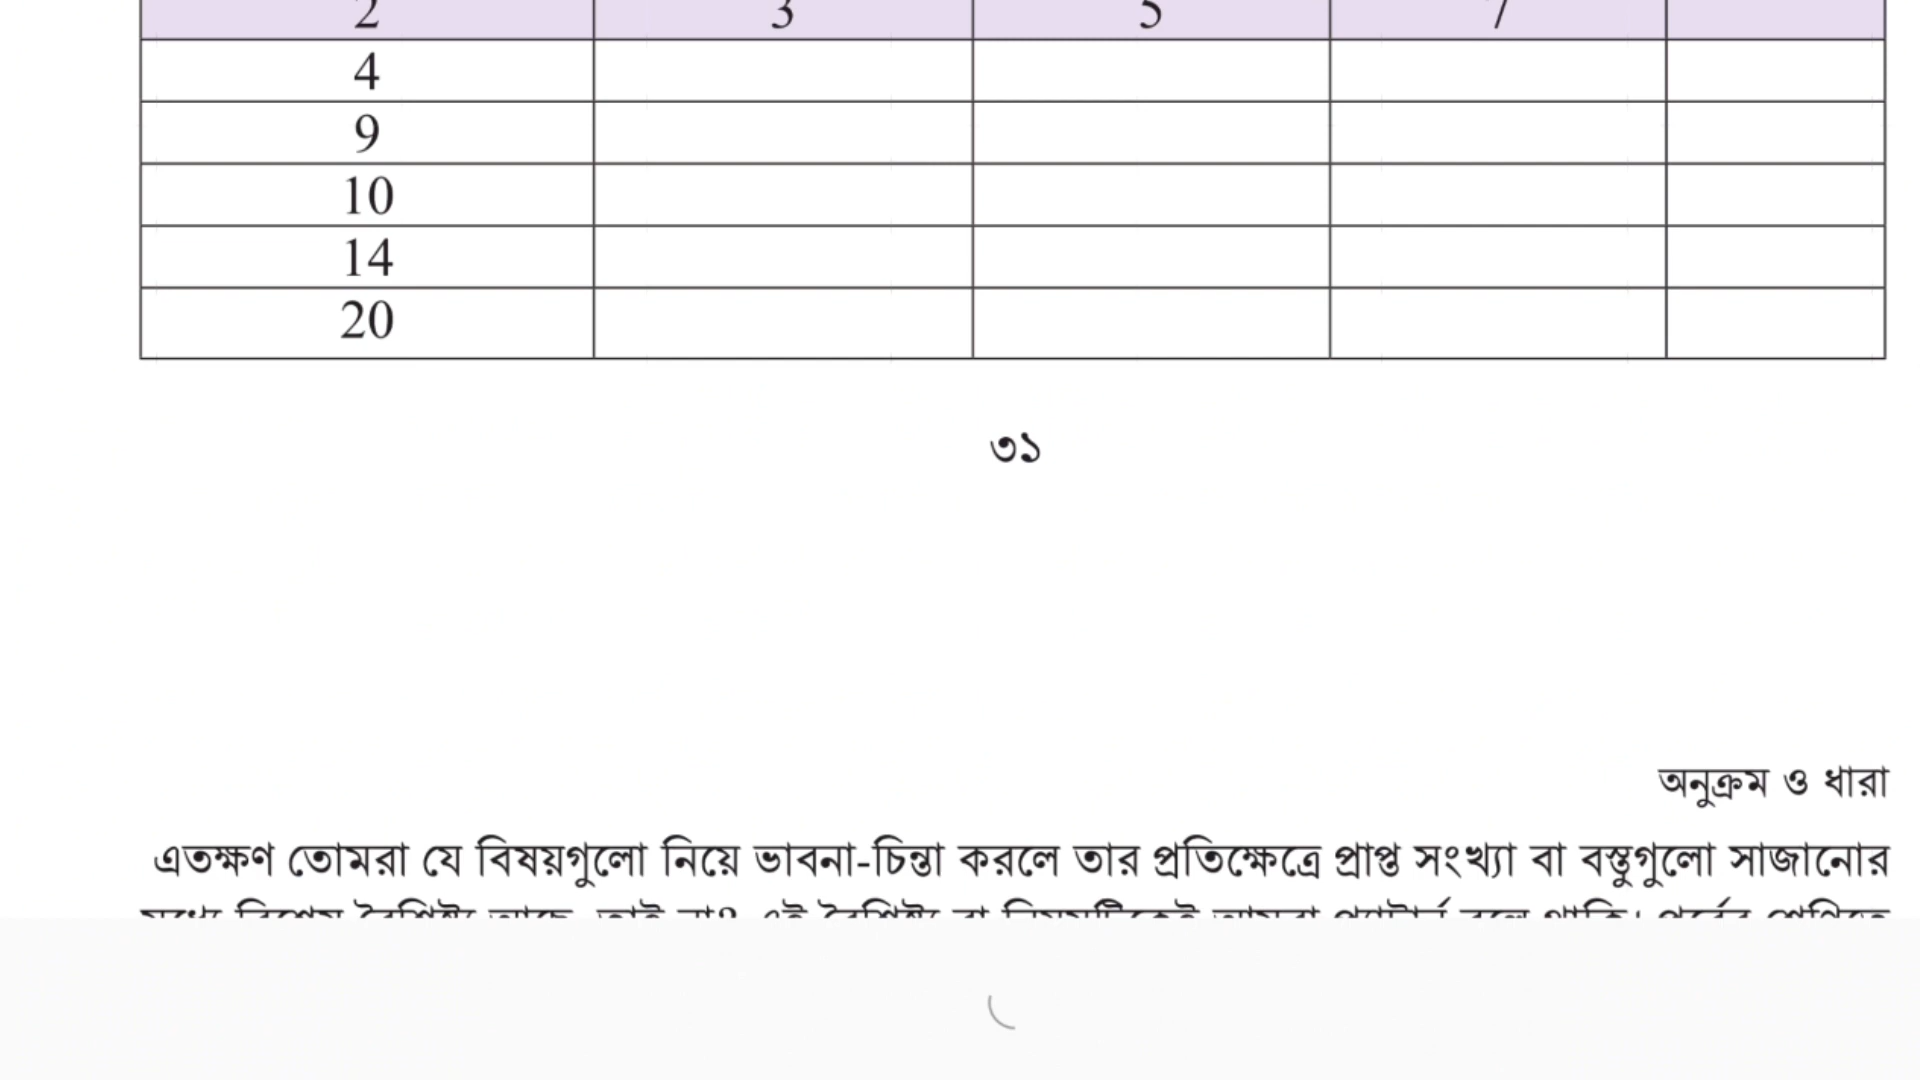 2 3 5 7
4
9
10
14
20
৩১
অনুক্রম ও ধারা
এতক্ষণ তোমরা যে বিষয়গুলো নিয়ে ভাবনা-চিন্তা করলে তার প্রতিক্ষেত্রে প্রাপ্ত সংখ্যা বা বস্তুগুলো সাজানোর